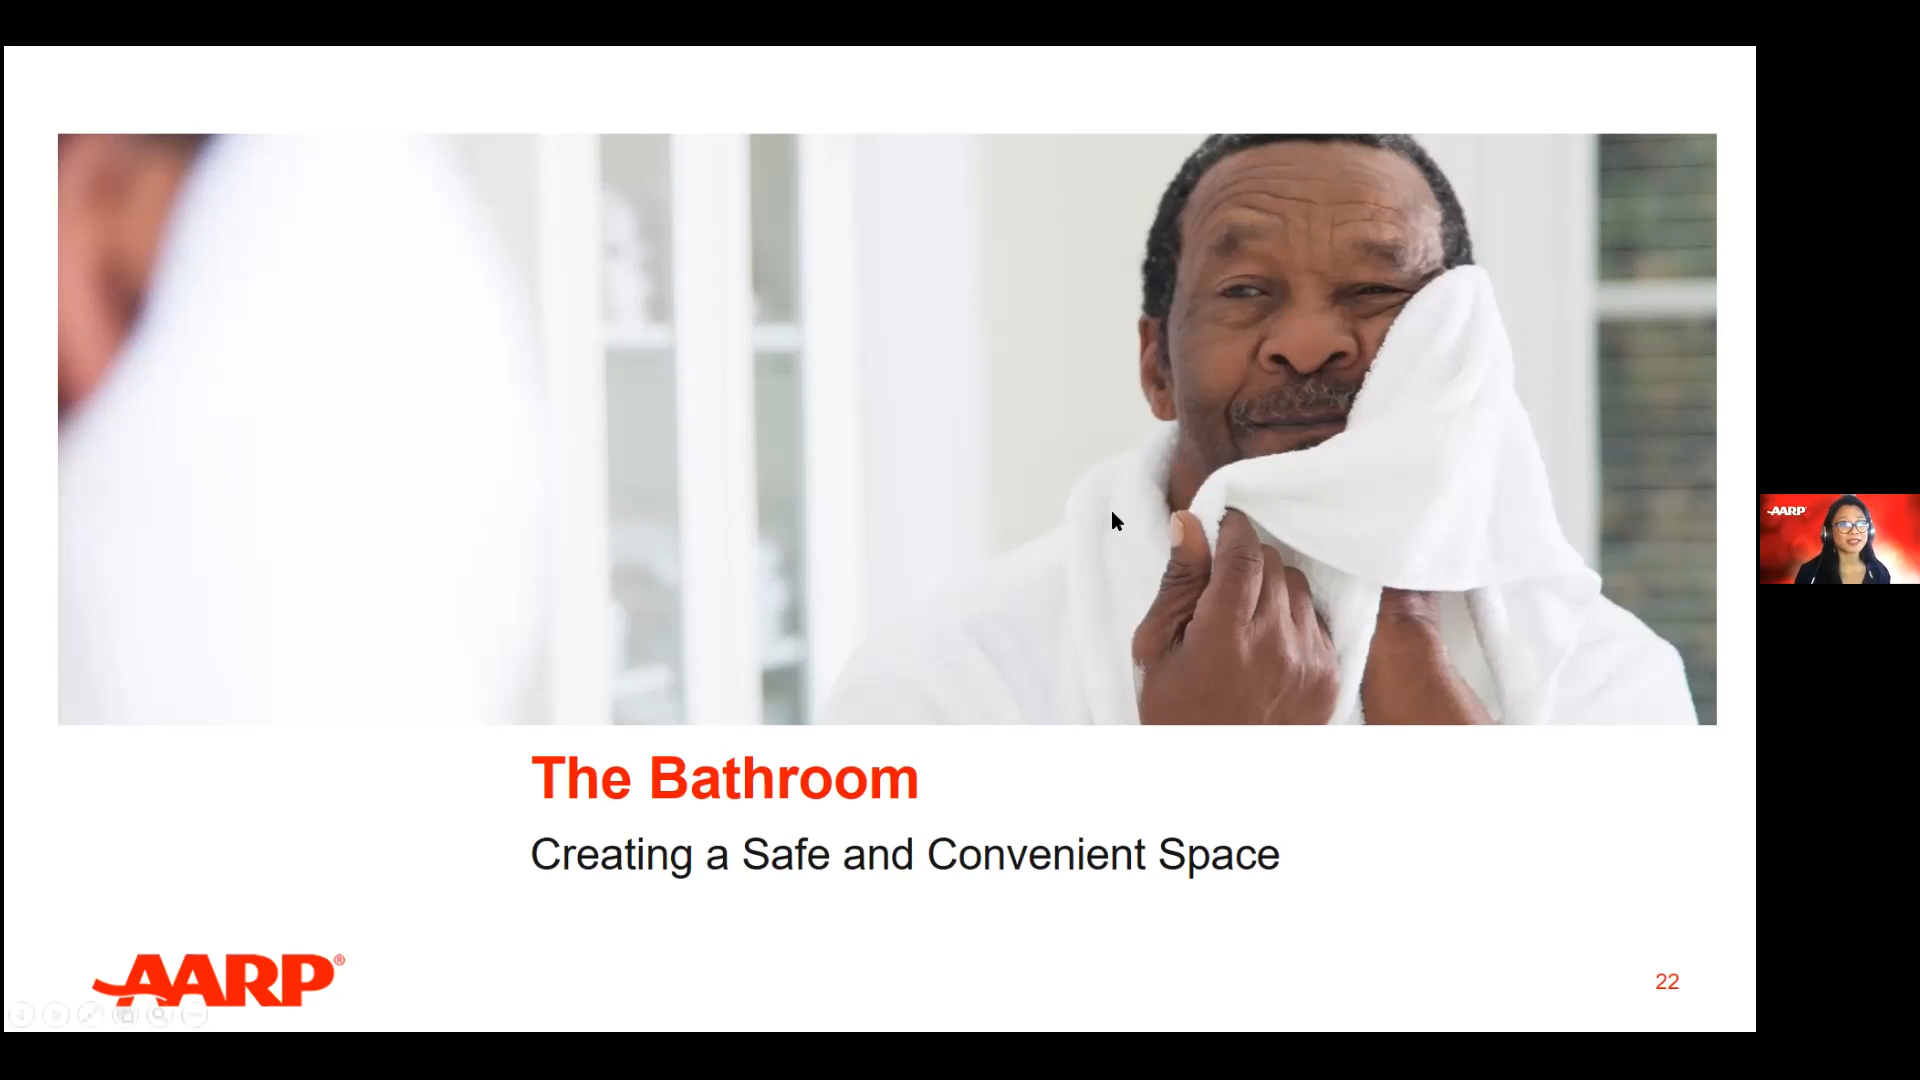 The Bathroom
Creating a Safe and Convenient Space
AARP®
22
AARP